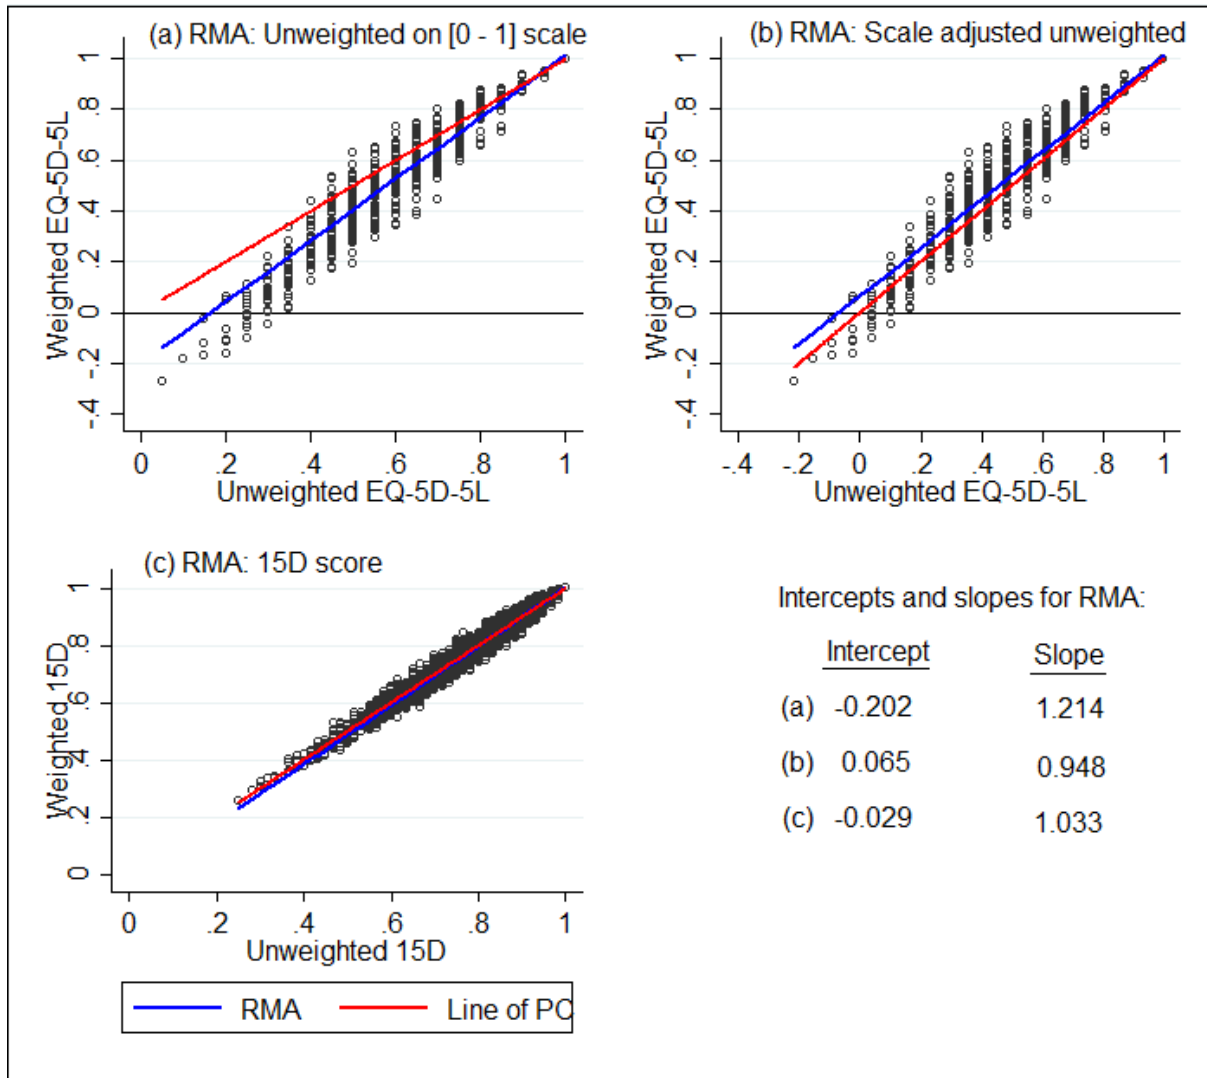 (a) RMA: Unweighted on [0 - 1] scale
Weighted EQ-5D-5L
1
.8
.6
.4
.2
0
-.2
-.4
0 .2 .4 .6 .8 1
Unweighted EQ-5D-5L
(b) RMA: Scale adjusted unweighted
Weighted EQ-5D-5L
1
.8
.6
.4
.2
0
-.2
-.4
-.4 -.2 0 .2 .4 .6 .8 1
Unweighted EQ-5D-5L
(c) RMA: 15D score
Weighted 15D
1
.8
.6
.4
.2
0
0 .2 .4 .6 .8 1
Unweighted 15D
RMA Line of PC
Intercepts and slopes for RMA:
Intercept Slope
(a) -0.202 1.214
(b) 0.065 0.948
(c) -0.029 1.033